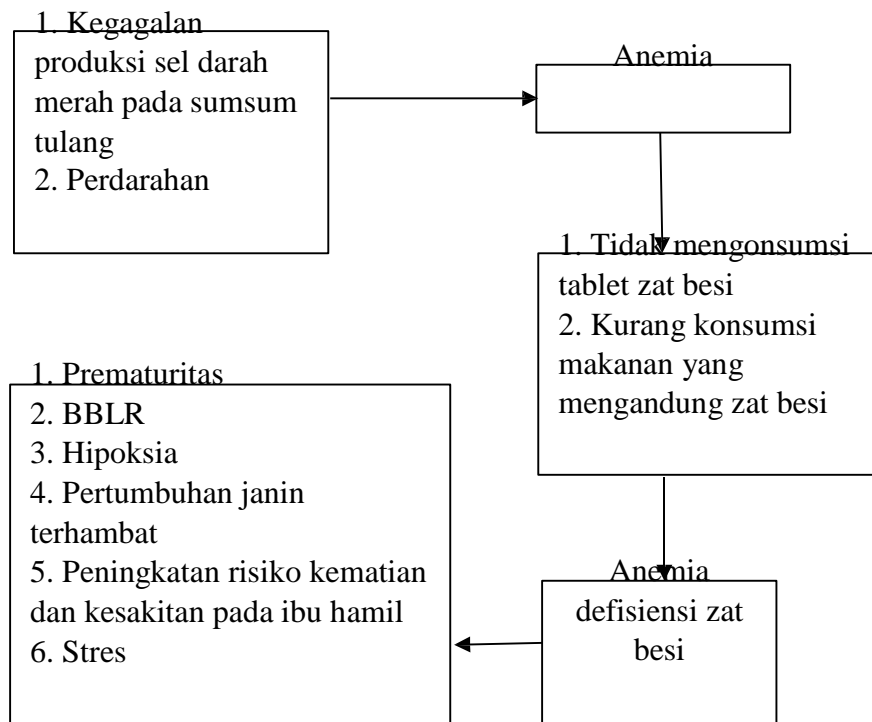 1. Kegagalan
produksi sel darah
merah pada sumsum
tulang
2. Perdarahan
Anemia
1. Tidak mengonsumsi
tablet zat besi
2. Kurang konsumsi
makanan yang
mengandung zat besi
Anemia
defisiensi zat
besi
1. Prematuritas
2. BBLR
3. Hipoksia
4. Pertumbuhan janin
terhambat
5. Peningkatan risiko kematian
dan kesakitan pada ibu hamil
6. Stres